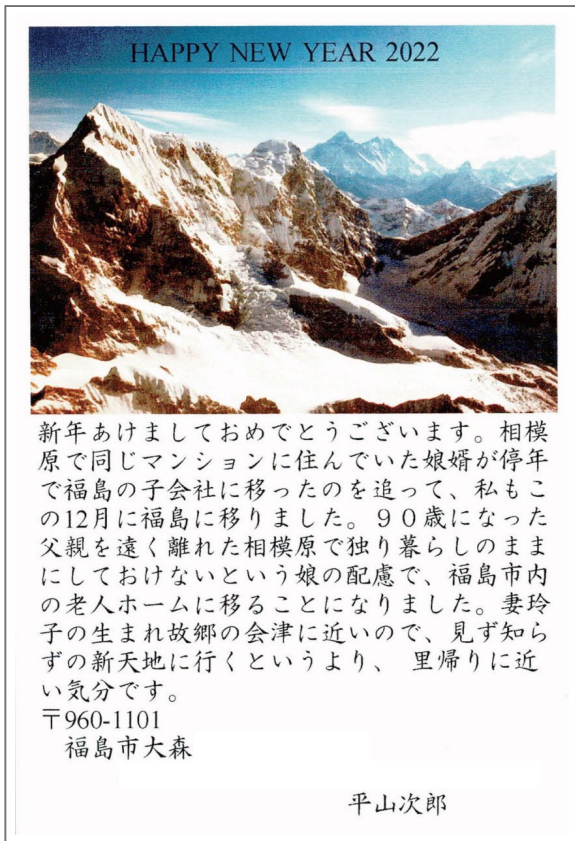 HAPPY NEW YEAR 2022
新年あけましておめでとうございます。相模
原で同じマンションに住んでいた娘婿が停年
で福島の子会社に移ったのを追って、私もこ
の12月に福島に移りました。９０歳になった
父親を遠く離れた相模原で独り暮らしのまま
にしておけないという娘の配慮で、福島市内
の老人ホームに移ることになりました。妻玲
子の生まれ故郷の会津に近いので、見ず知ら
ずの新天地に行くというより、 里帰りに近
い気分です。
〒960-1101
福島市大森
平山次郎